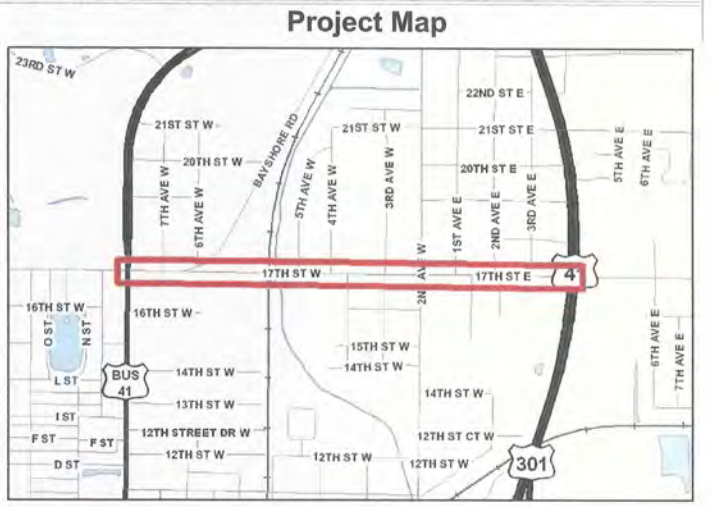 Project Map
23RD ST W
22ND ST E
21ST ST W
BAYSHORE RD
21ST ST W
21ST ST E
20TH ST W
20TH ST E
7TH AVE W
6TH AVE W
5TH AVE W
4TH AVE W
3RD AVE W
1ST AVE E
2ND AVE E
3RD AVE E
5TH AVE E
6TH AVE E
2ND AVE W
17TH ST W
17TH ST E
41
16TH ST W
16TH ST W
O ST
N ST
15TH ST W
14TH ST W
6TH AVE E
7TH AVE E
L ST
BUS
41
14TH ST W
13TH ST W
14TH ST W
I ST
F ST
F ST
12TH STREET DR W
12TH ST CT W
D ST
12TH ST W
12TH ST W
12TH ST W
301